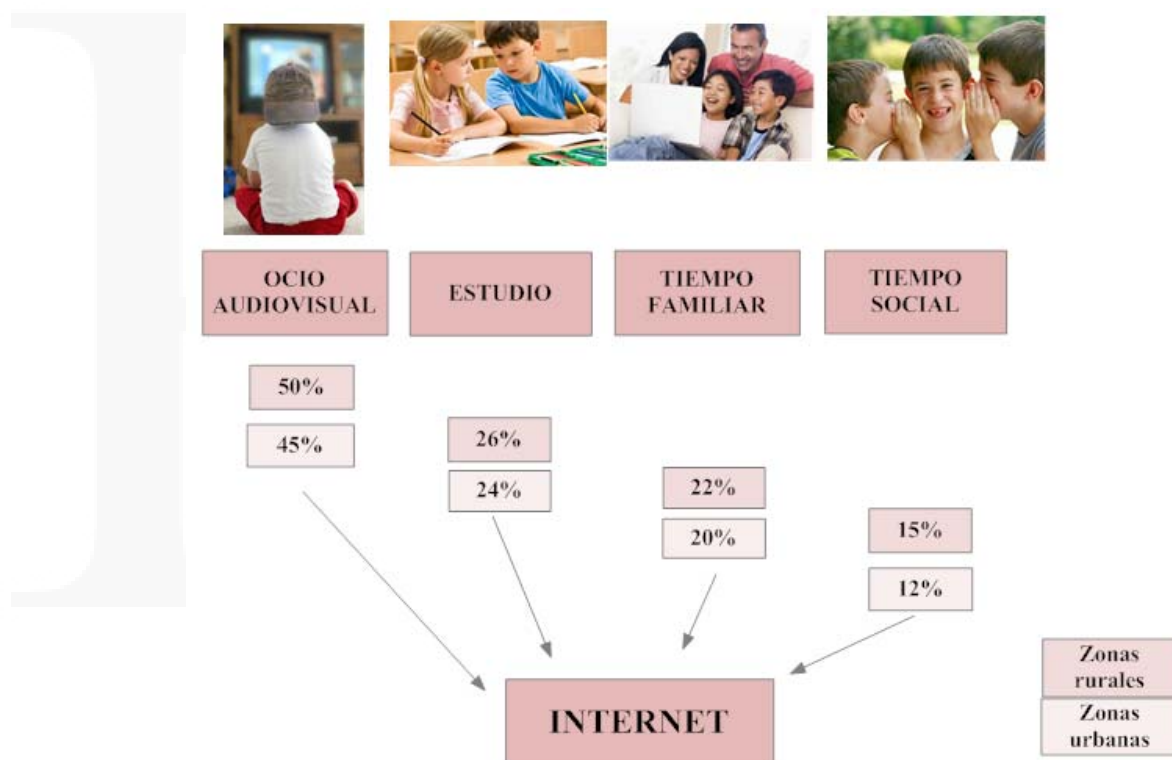 OCIO
AUDIOVISUAL
ESTUDIO
TIEMPO
FAMILIAR
TIEMPO
SOCIAL
50%
45%
26%
24%
22%
20%
15%
12%
INTERNET
Zonas
rurales
Zonas
urbanas